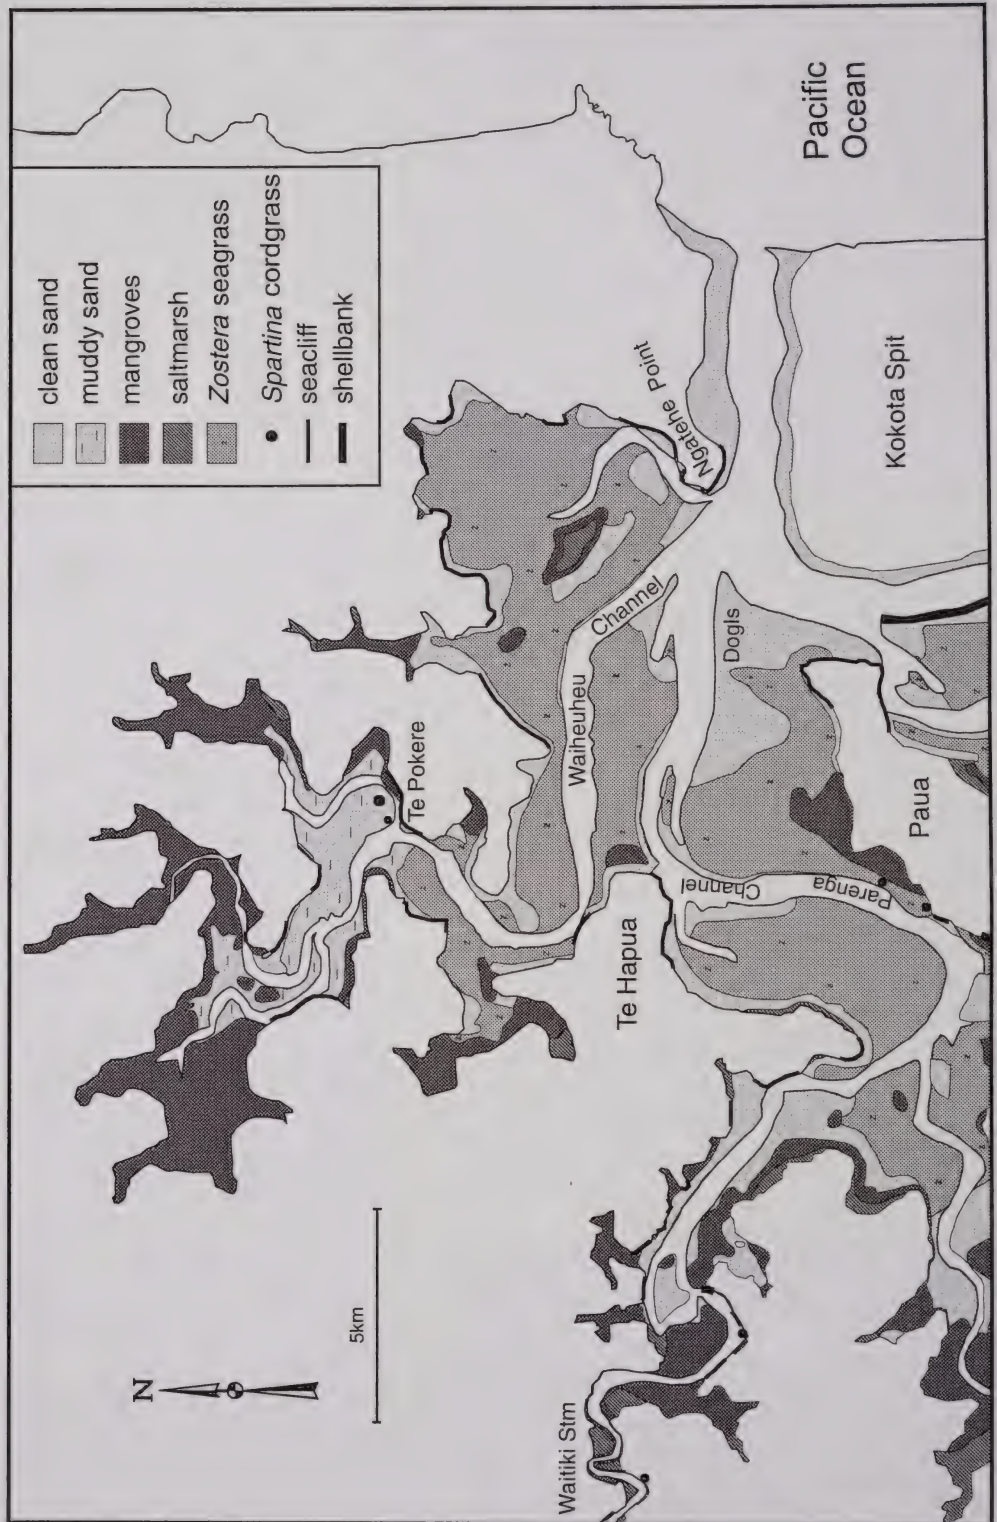 clean sand
muddy sand
mangroves
saltmarsh
Zostera seagrass
Spartina cordgrass
seacliff
shellbank
N
5km
Pacific
Ocean
Te Pokere
Ngatehe Point
Waiheuheu
Channel
Kokota Spit
Dogls
Te Hapua
Parenga
Channel
Paua
Waitiki Stm